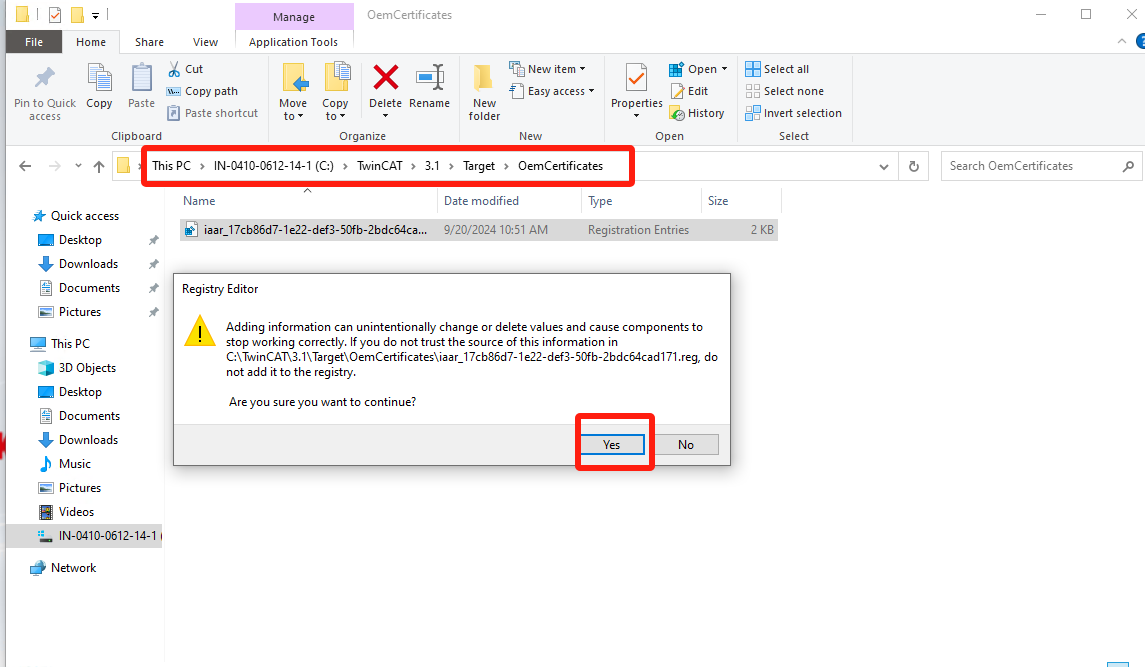 Manage
OemCertificates
File
Home
Share
View
Application Tools
Pin to Quick access
Copy
Paste
Cut
Copy path
Paste shortcut
Clipboard
Move to
Copy to
Delete
Rename
Organize
New folder
New item
Easy access
New
Properties
Open
Edit
History
Open
Select all
Select none
Invert selection
Select
This PC > IN-0410-0612-14-1 (C:) > TwinCAT > 3.1 > Target > OemCertificates
Search OemCertificates
Name
Date modified
Type
Size
iaar_17cb86d7-1e22-def3-50fb-2bdc64ca...
9/20/2024 10:51 AM
Registration Entries
2 KB
Quick access
Desktop
Downloads
Documents
Pictures
This PC
3D Objects
Desktop
Documents
Downloads
Music
Pictures
Videos
IN-0410-0612-14-1 (
Network
Registry Editor
Adding information can unintentionally change or delete values and cause components to
stop working correctly. If you do not trust the source of this information in
C:\TwinCAT\3.1\Target\OemCertificates\iaar_17cb86d7-1e22-def3-50fb-2bdc64cad171.reg, do
not add it to the registry.
Are you sure you want to continue?
Yes
No